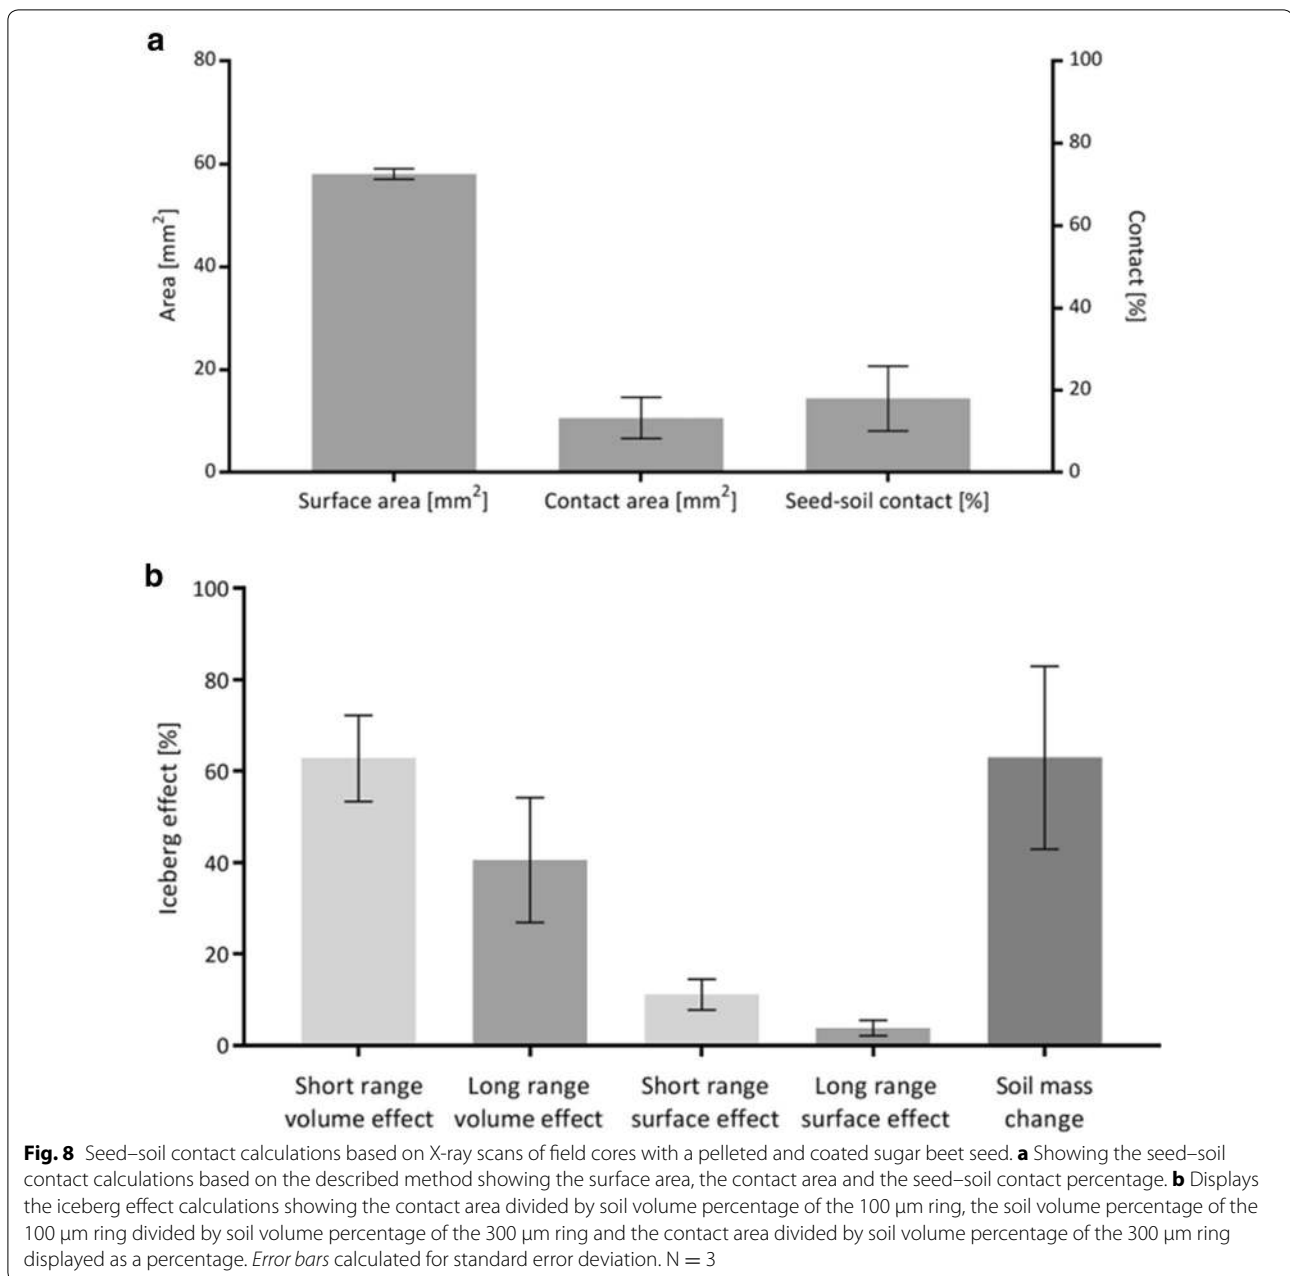 a
80
60
40
20
0
Area [mm²]
100
80
60
40
20
0
Contact [%]
Surface area [mm²] Contact area [mm²] Seed-soil contact [%]
b
100
80
60
40
20
0
Iceberg effect [%]
Short range Long range Short range Long range Soil mass
volume effect volume effect surface effect surface effect change
Fig. 8 Seed–soil contact calculations based on X-ray scans of field cores with a pelleted and coated sugar beet seed. a Showing the seed–soil
contact calculations based on the described method showing the surface area, the contact area and the seed–soil contact percentage. b Displays
the iceberg effect calculations showing the contact area divided by soil volume percentage of the 100 µm ring, the soil volume percentage of the
100 µm ring divided by soil volume percentage of the 300 µm ring and the contact area divided by soil volume percentage of the 300 µm ring
displayed as a percentage. Error bars calculated for standard error deviation. N = 3